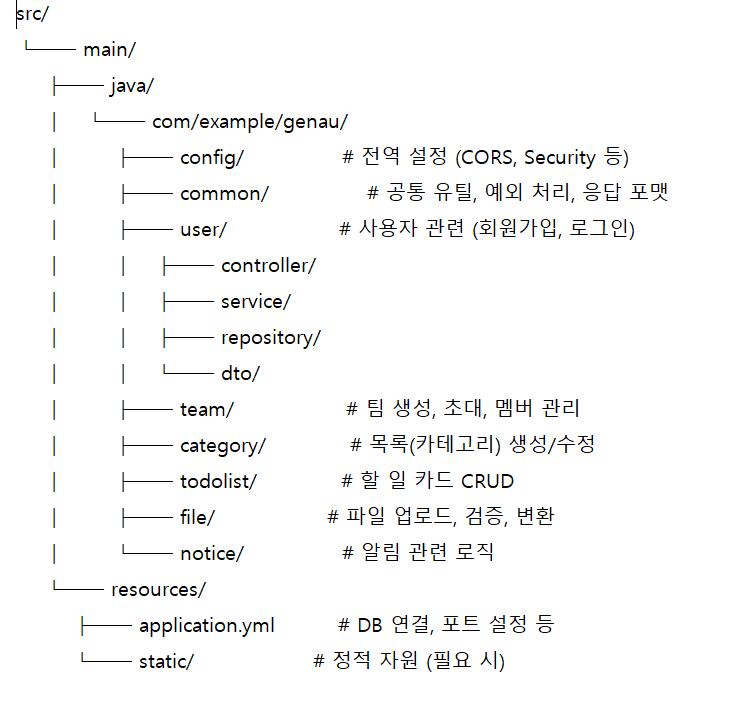 src/
└─── main/
├─── java/
│ └─── com/example/genau/
│ ├─── config/ # 전역 설정 (CORS, Security 등)
│ ├─── common/ # 공통 유틸, 예외 처리, 응답 포맷
│ ├─── user/ # 사용자 관련 (회원가입, 로그인)
│ │ ├─── controller/
│ │ ├─── service/
│ │ ├─── repository/
│ │ └─── dto/
│ ├─── team/ # 팀 생성, 초대, 멤버 관리
│ ├─── category/ # 목록(카테고리) 생성/수정
│ ├─── todolist/ # 할 일 카드 CRUD
│ ├─── file/ # 파일 업로드, 검증, 변환
│ └─── notice/ # 알림 관련 로직
└─── resources/
├─── application.yml # DB 연결, 포트 설정 등
└─── static/ # 정적 자원 (필요 시)